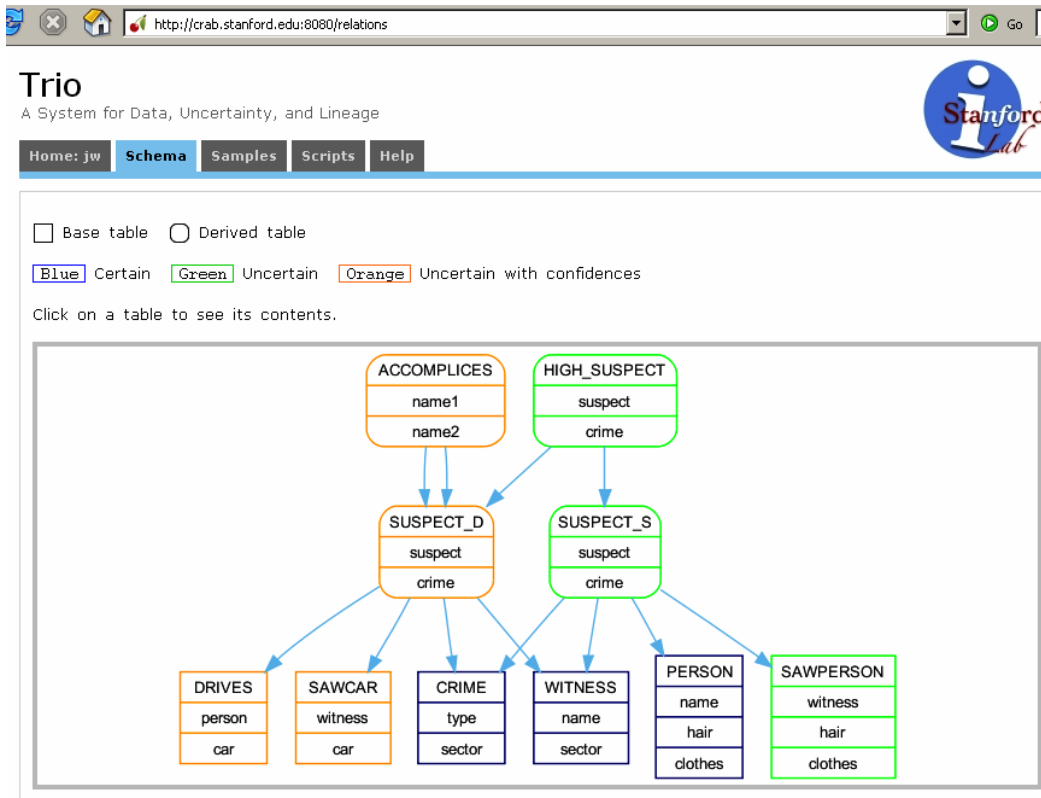 http://crab.stanford.edu:8080/relations Go
Trio
A System for Data, Uncertainty, and Lineage
Stanford
i
Lab
Home: jw Schema Samples Scripts Help
Base table Derived table
Blue Certain Green Uncertain Orange Uncertain with confidences
Click on a table to see its contents.
ACCOMPLICES HIGH_SUSPECT
name1 suspect
name2 crime
SUSPECT_D SUSPECT_S
suspect suspect
crime crime
DRIVES SAWCAR CRIME WITNESS PERSON SAWPERSON
person witness type name name witness
car car sector sector hair hair
clothes clothes